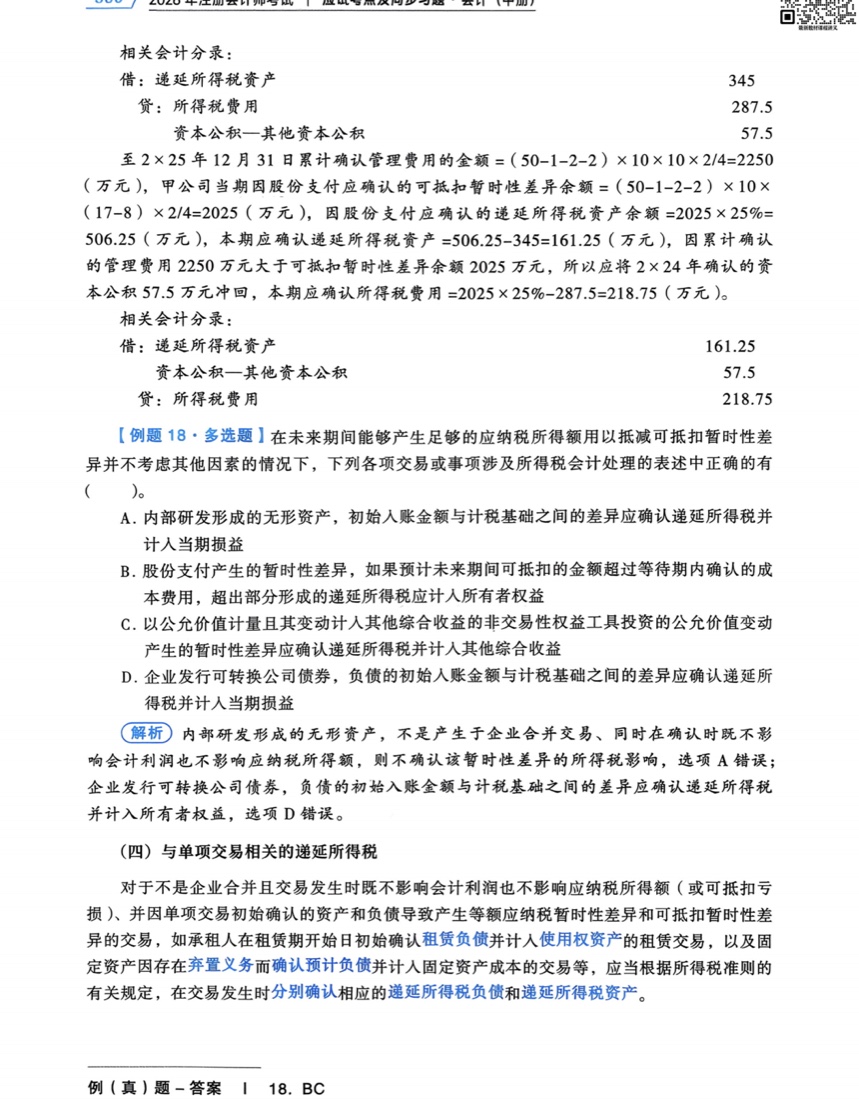 2026 年注册会计师考试 | 应试考点及同步习题·会计（中册）
相关会计分录：
借：递延所得税资产 345
贷：所得税费用 287.5
资本公积—其他资本公积 57.5
至 2×25 年 12 月 31 日累计确认管理费用的金额 =（50-1-2-2）×10×10×2/4=2250
（万元），甲公司当期因股份支付应确认的可抵扣暂时性差异余额 =（50-1-2-2）×10×
（17-8）×2/4=2025（万元），因股份支付应确认的递延所得税资产余额 =2025×25%=
506.25（万元），本期应确认递延所得税资产 =506.25-345=161.25（万元），因累计确认
的管理费用 2250 万元大于可抵扣暂时性差异余额 2025 万元，所以应将 2×24 年确认的资
本公积 57.5 万元冲回，本期应确认所得税费用 =2025×25%-287.5=218.75（万元）。
相关会计分录：
借：递延所得税资产 161.25
资本公积—其他资本公积 57.5
贷：所得税费用 218.75
【例题 18·多选题】在未来期间能够产生足够的应纳税所得额用以抵减可抵扣暂时性差
异并不考虑其他因素的情况下，下列各项交易或事项涉及所得税会计处理的表述中正确的有
（ ）。
A. 内部研发形成的无形资产，初始入账金额与计税基础之间的差异应确认递延所得税并
计入当期损益
B. 股份支付产生的暂时性差异，如果预计未来期间可抵扣的金额超过等待期内确认的成
本费用，超出部分形成的递延所得税应计入所有者权益
C. 以公允价值计量且其变动计入其他综合收益的非交易性权益工具投资的公允价值变动
产生的暂时性差异应确认递延所得税并计入其他综合收益
D. 企业发行可转换公司债券，负债的初始入账金额与计税基础之间的差异应确认递延所
得税并计入当期损益
解析 内部研发形成的无形资产，不是产生于企业合并交易、同时在确认时既不影
响会计利润也不影响应纳税所得额，则不确认该暂时性差异的所得税影响，选项 A 错误；
企业发行可转换公司债券，负债的初始入账金额与计税基础之间的差异应确认递延所得税
并计入所有者权益，选项 D 错误。
（四）与单项交易相关的递延所得税
对于不是企业合并且交易发生时既不影响会计利润也不影响应纳税所得额（或可抵扣亏
损）、并因单项交易初始确认的资产和负债导致产生等额应纳税暂时性差异和可抵扣暂时性差
异的交易，如承租人在租赁期开始日初始确认租赁负债并计入使用权资产的租赁交易，以及固
定资产因存在弃置义务而确认预计负债并计入固定资产成本的交易等，应当根据所得税准则的
有关规定，在交易发生时分别确认相应的递延所得税负债和递延所得税资产。
例（真）题 – 答案 | 18. BC